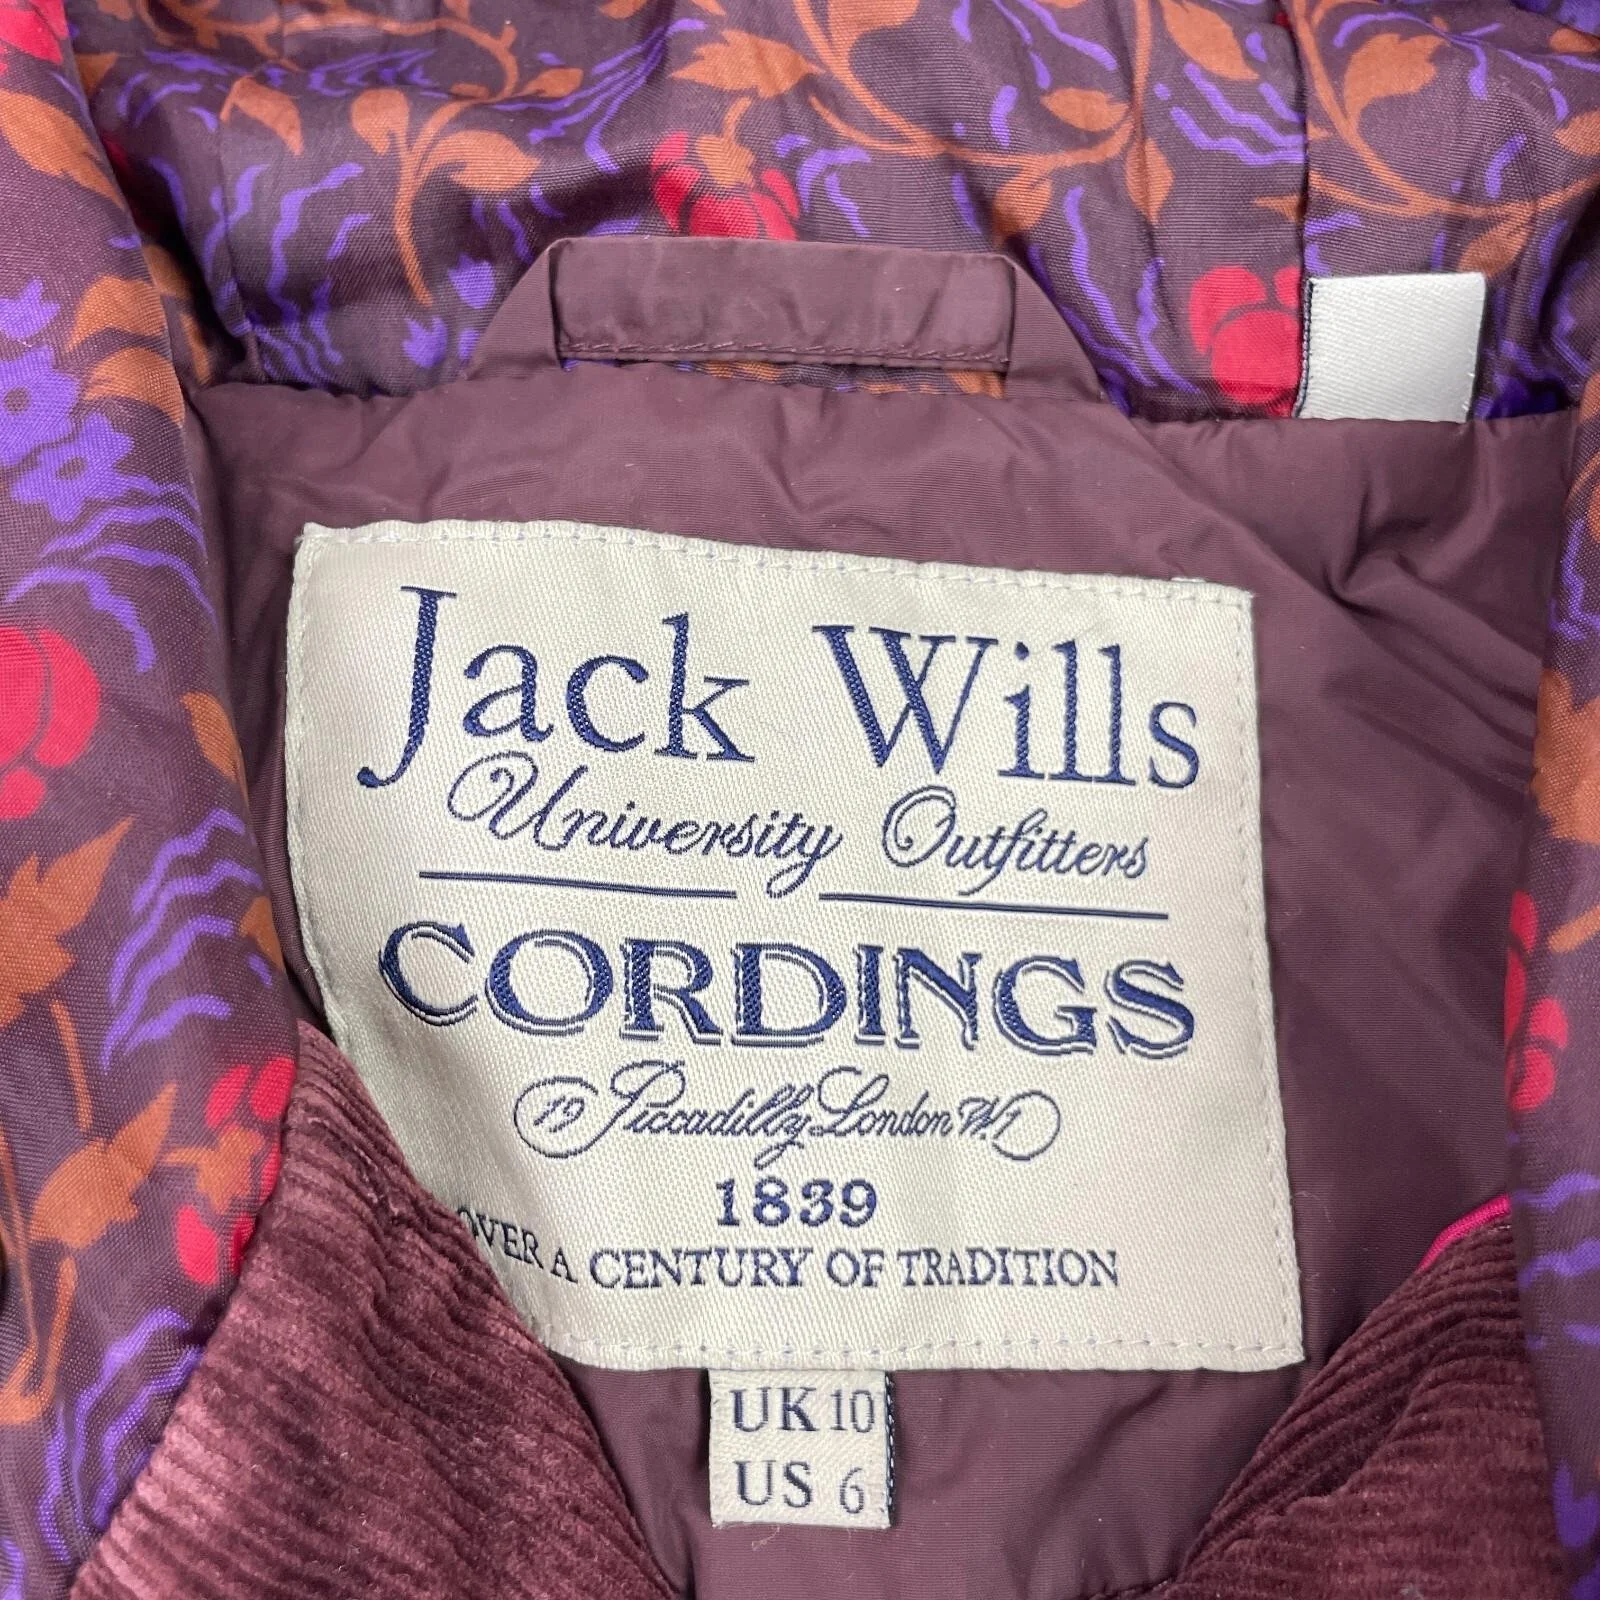 Jack Wills
University Outfitters
CORDINGS
19 Piccadilly London W.1
1839
OVER A CENTURY OF TRADITION
UK 10
US 6